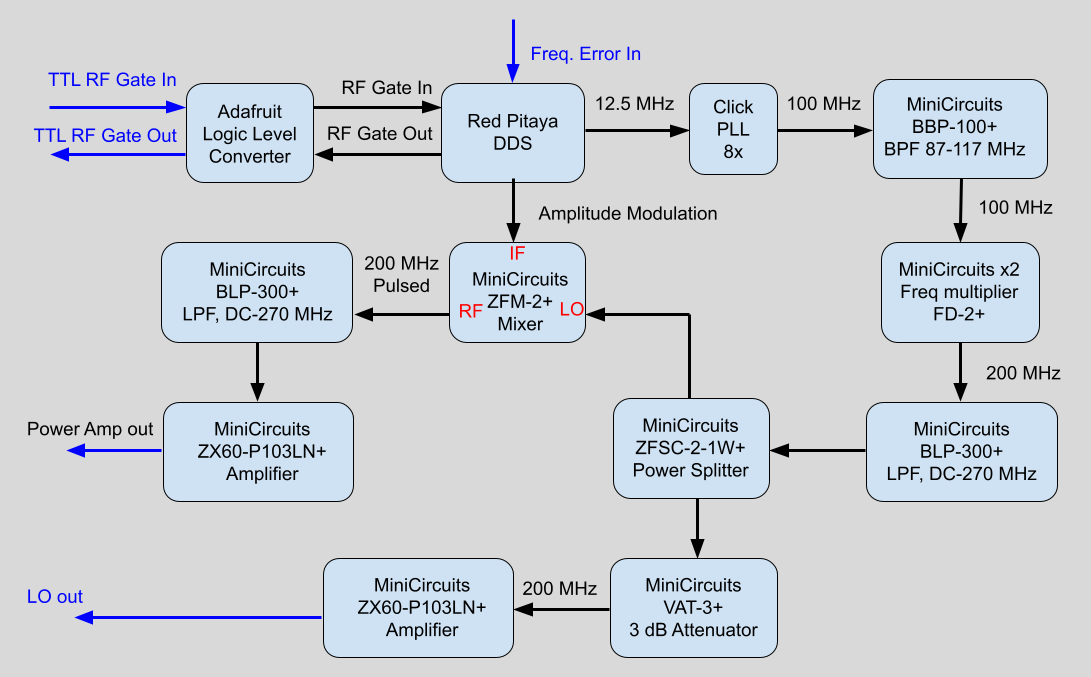 Freq. Error In
TTL RF Gate In
TTL RF Gate Out
Adafruit
Logic Level
Converter
RF Gate In
RF Gate Out
Red Pitaya
DDS
12.5 MHz
Click
PLL
8x
100 MHz
MiniCircuits
BBP-100+
BPF 87-117 MHz
100 MHz
Amplitude Modulation
MiniCircuits
BLP-300+
LPF, DC-270 MHz
200 MHz
Pulsed
IF
MiniCircuits
ZFM-2+
RF
LO
Mixer
MiniCircuits x2
Freq multiplier
FD-2+
200 MHz
Power Amp out
MiniCircuits
ZX60-P103LN+
Amplifier
MiniCircuits
ZFSC-2-1W+
Power Splitter
MiniCircuits
BLP-300+
LPF, DC-270 MHz
LO out
MiniCircuits
ZX60-P103LN+
Amplifier
200 MHz
MiniCircuits
VAT-3+
3 dB Attenuator